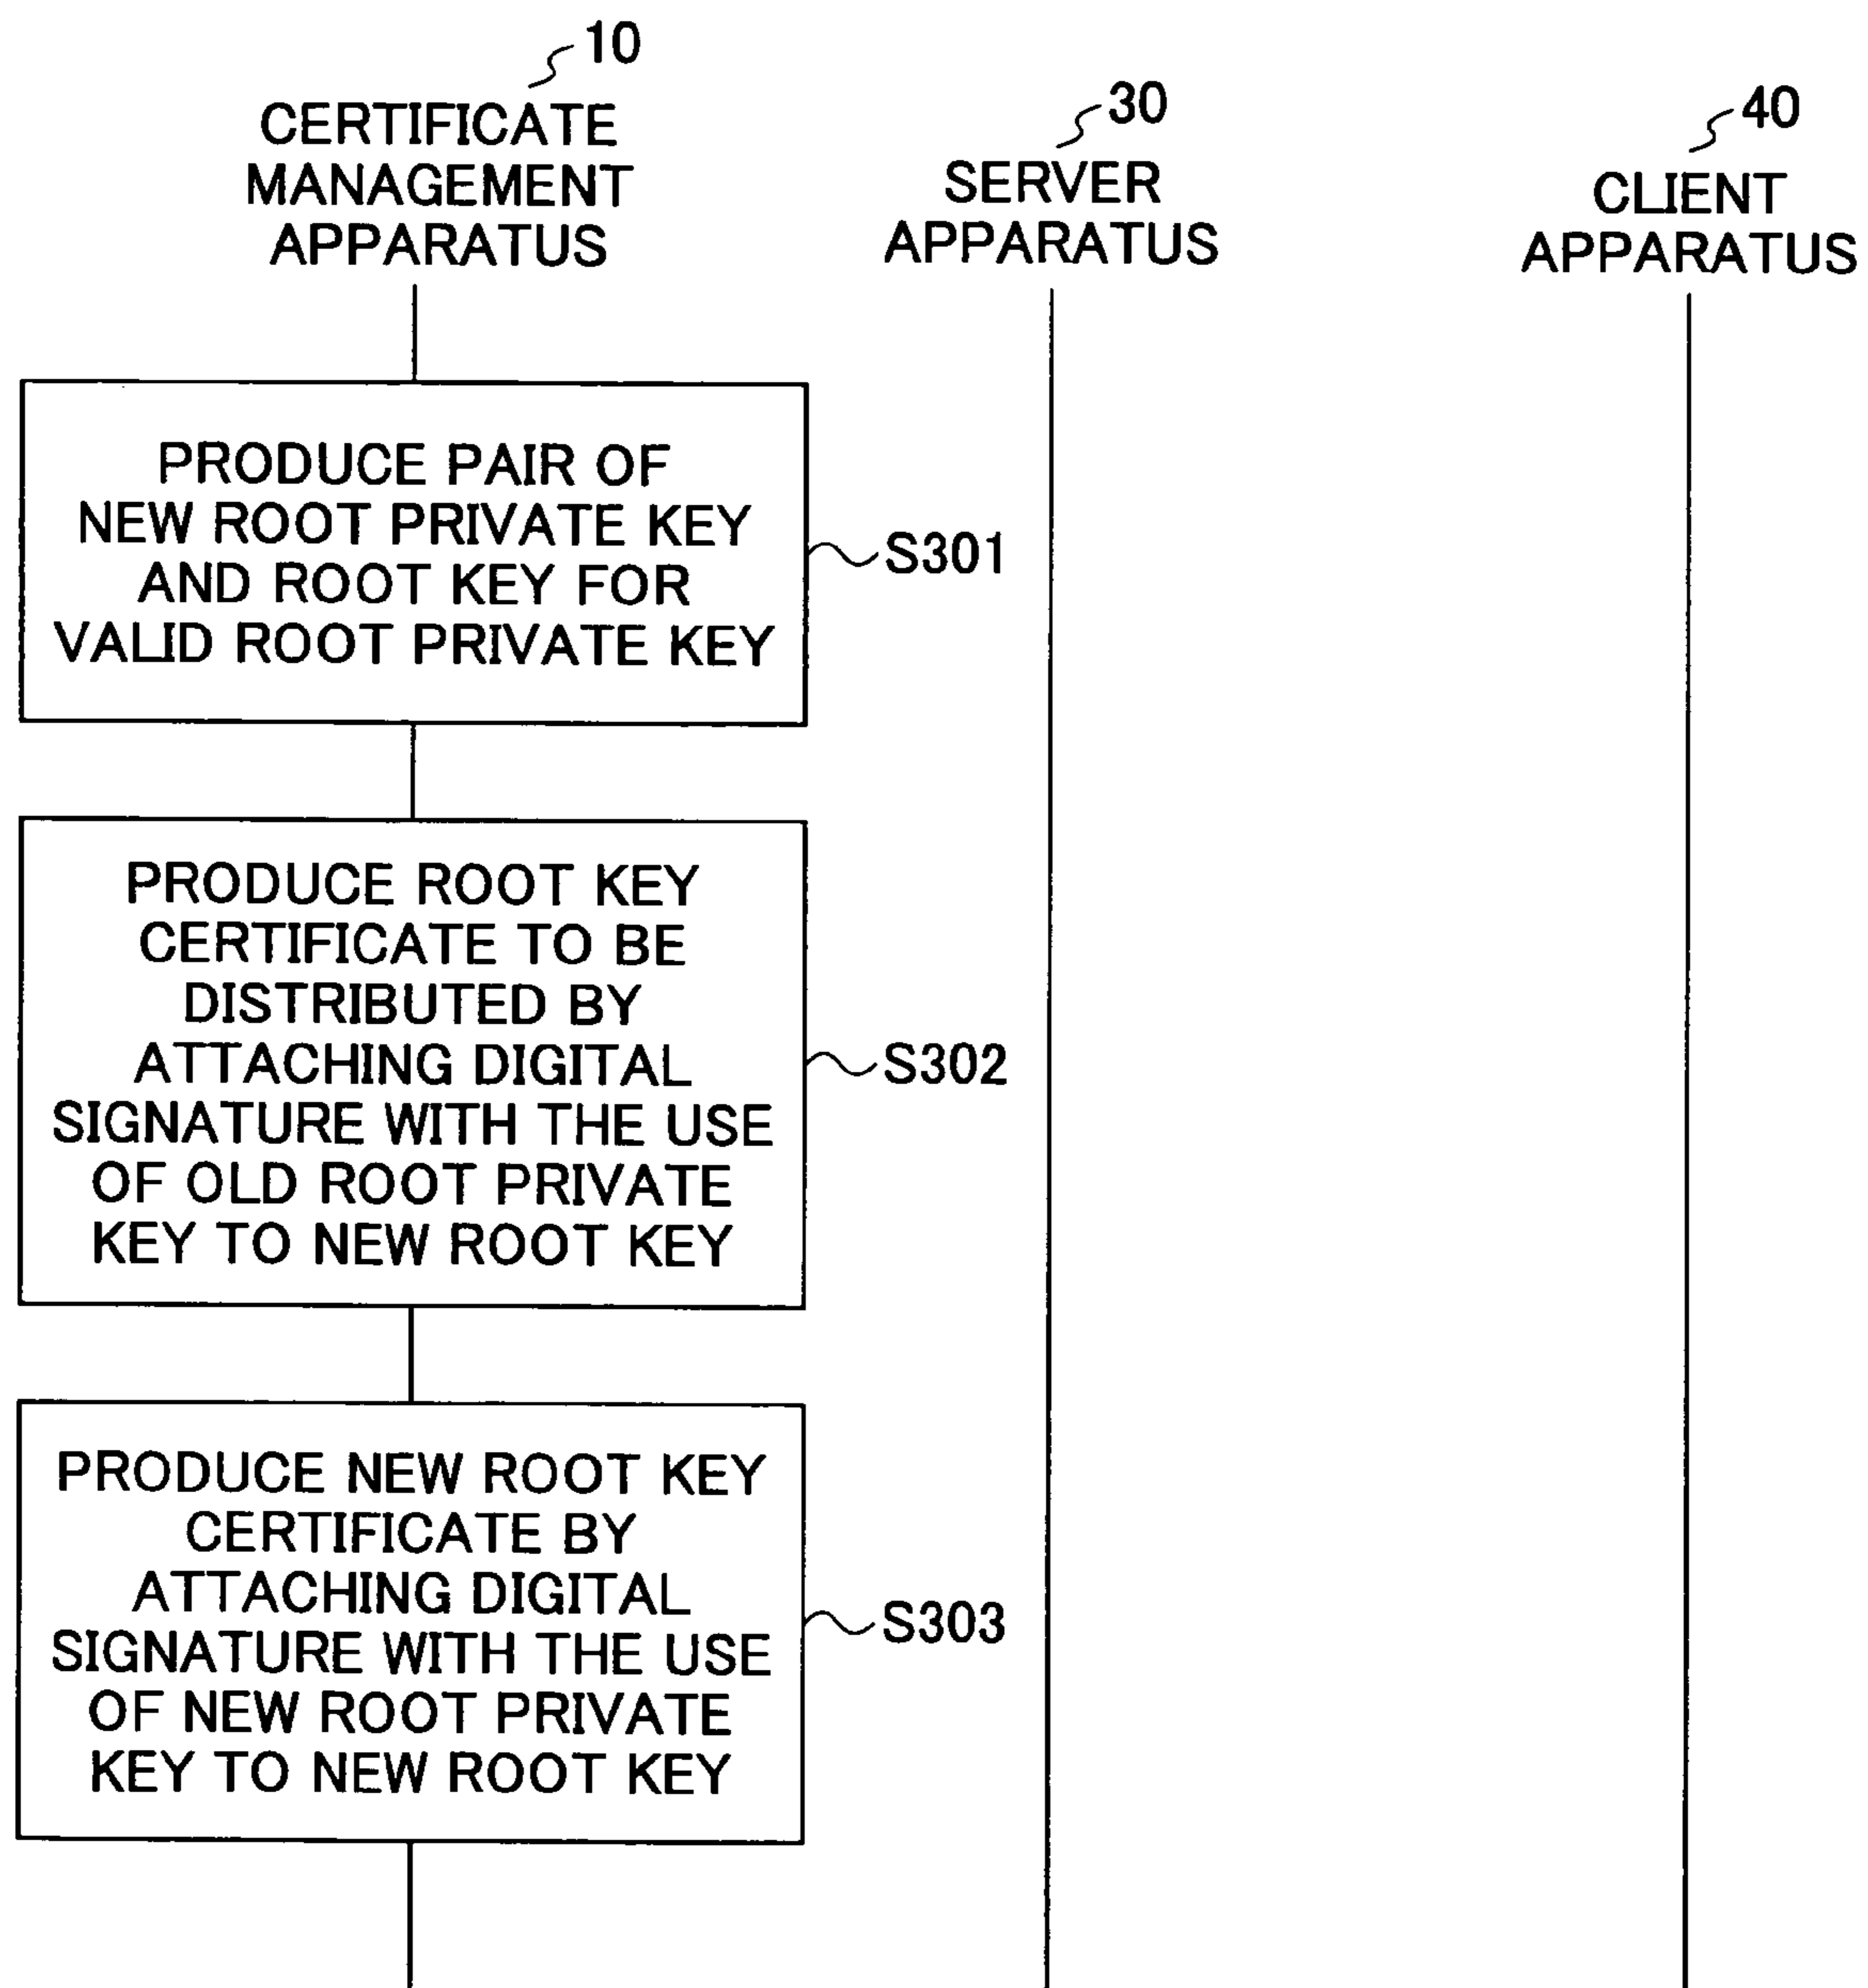 10
CERTIFICATE
MANAGEMENT
APPARATUS
30
SERVER
APPARATUS
40
CLIENT
APPARATUS
PRODUCE PAIR OF
NEW ROOT PRIVATE KEY
AND ROOT KEY FOR
VALID ROOT PRIVATE KEY
S301
PRODUCE ROOT KEY
CERTIFICATE TO BE
DISTRIBUTED BY
ATTACHING DIGITAL
SIGNATURE WITH THE USE
OF OLD ROOT PRIVATE
KEY TO NEW ROOT KEY
S302
PRODUCE NEW ROOT KEY
CERTIFICATE BY
ATTACHING DIGITAL
SIGNATURE WITH THE USE
OF NEW ROOT PRIVATE
KEY TO NEW ROOT KEY
S303